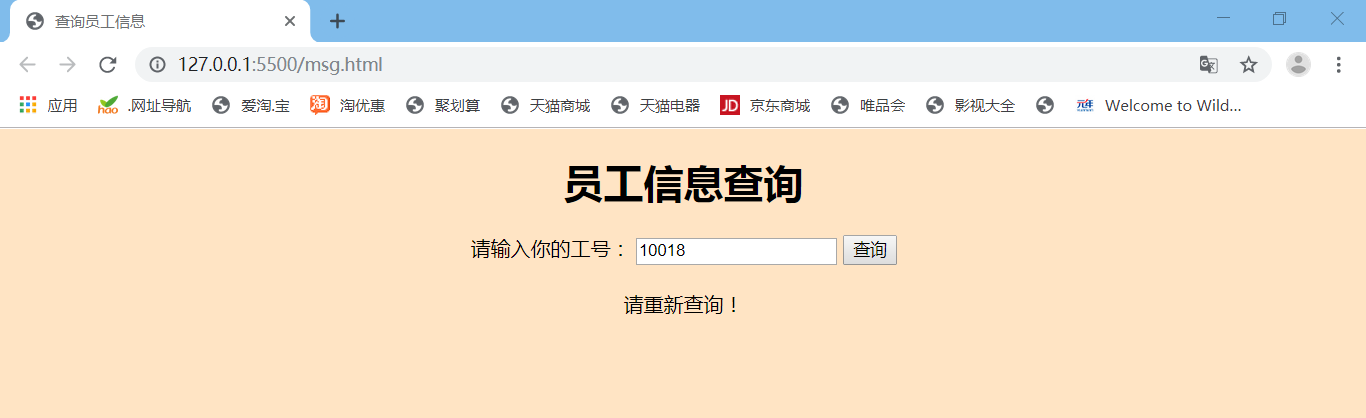 查询员工信息
127.0.0.1:5500/msg.html
应用 hao .网址导航 爱淘.宝 淘 淘优惠 聚划算 天猫商城 天猫电器 JD 京东商城 唯品会 影视大全 Welcome to Wild...
员工信息查询
请输入你的工号： 10018 查询
请重新查询！